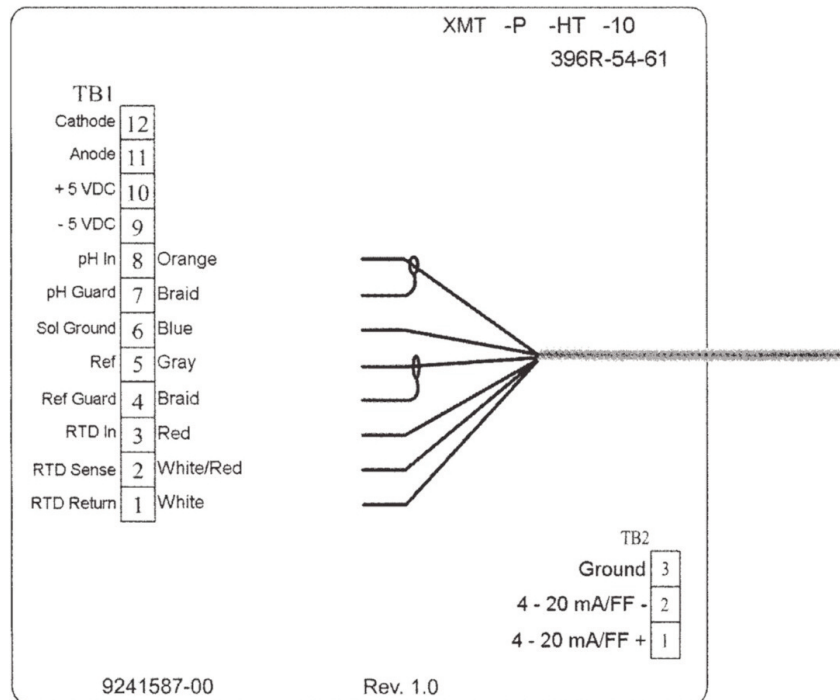 XMT -P -HT -10
396R-54-61
TB1
Cathode 12
Anode 11
+ 5 VDC 10
- 5 VDC 9
pH In 8 Orange
pH Guard 7 Braid
Sol Ground 6 Blue
Ref 5 Gray
Ref Guard 4 Braid
RTD In 3 Red
RTD Sense 2 White/Red
RTD Return 1 White
TB2
Ground 3
4 - 20 mA/FF - 2
4 - 20 mA/FF + 1
9241587-00 Rev. 1.0